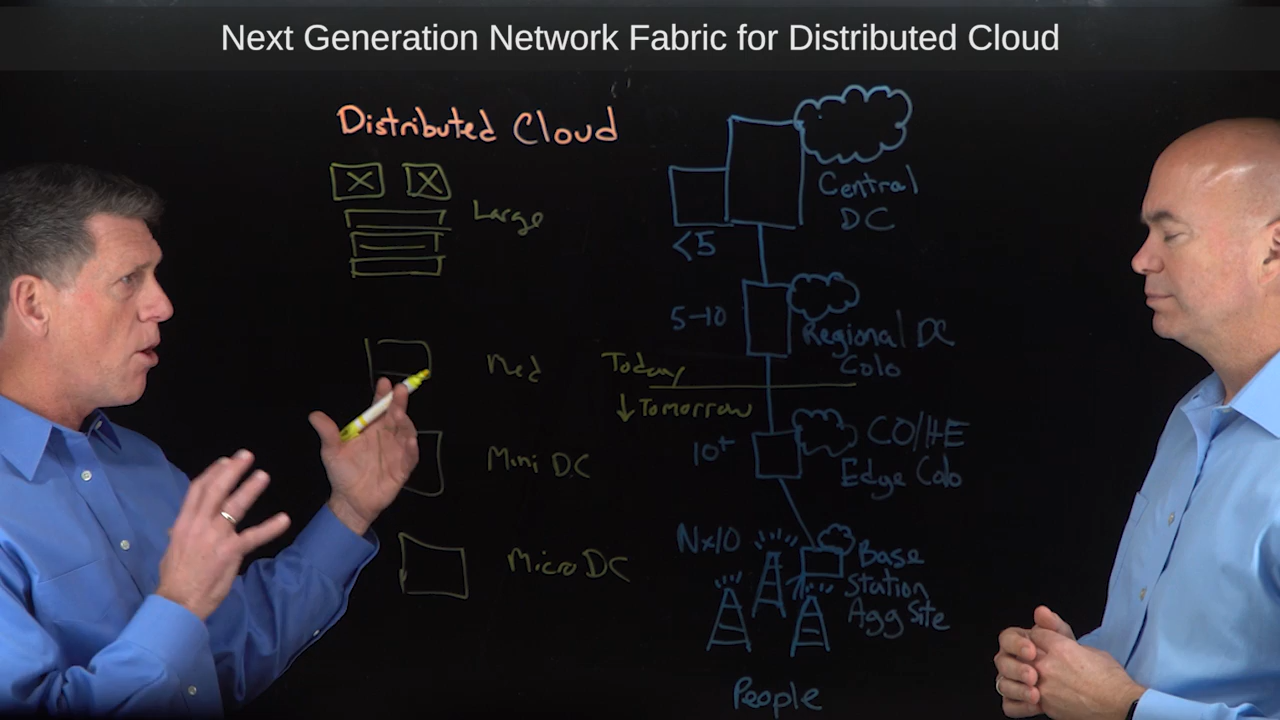 Next Generation Network Fabric for Distributed Cloud
Distributed Cloud
X X
Large
Med
Mini DC
Micro DC
Central
DC
<5
5-10
Regional DC
Colo
Today
↓ Tomorrow
10+
CO/HE
Edge Colo
Nx10
Base
Station
Agg Site
People